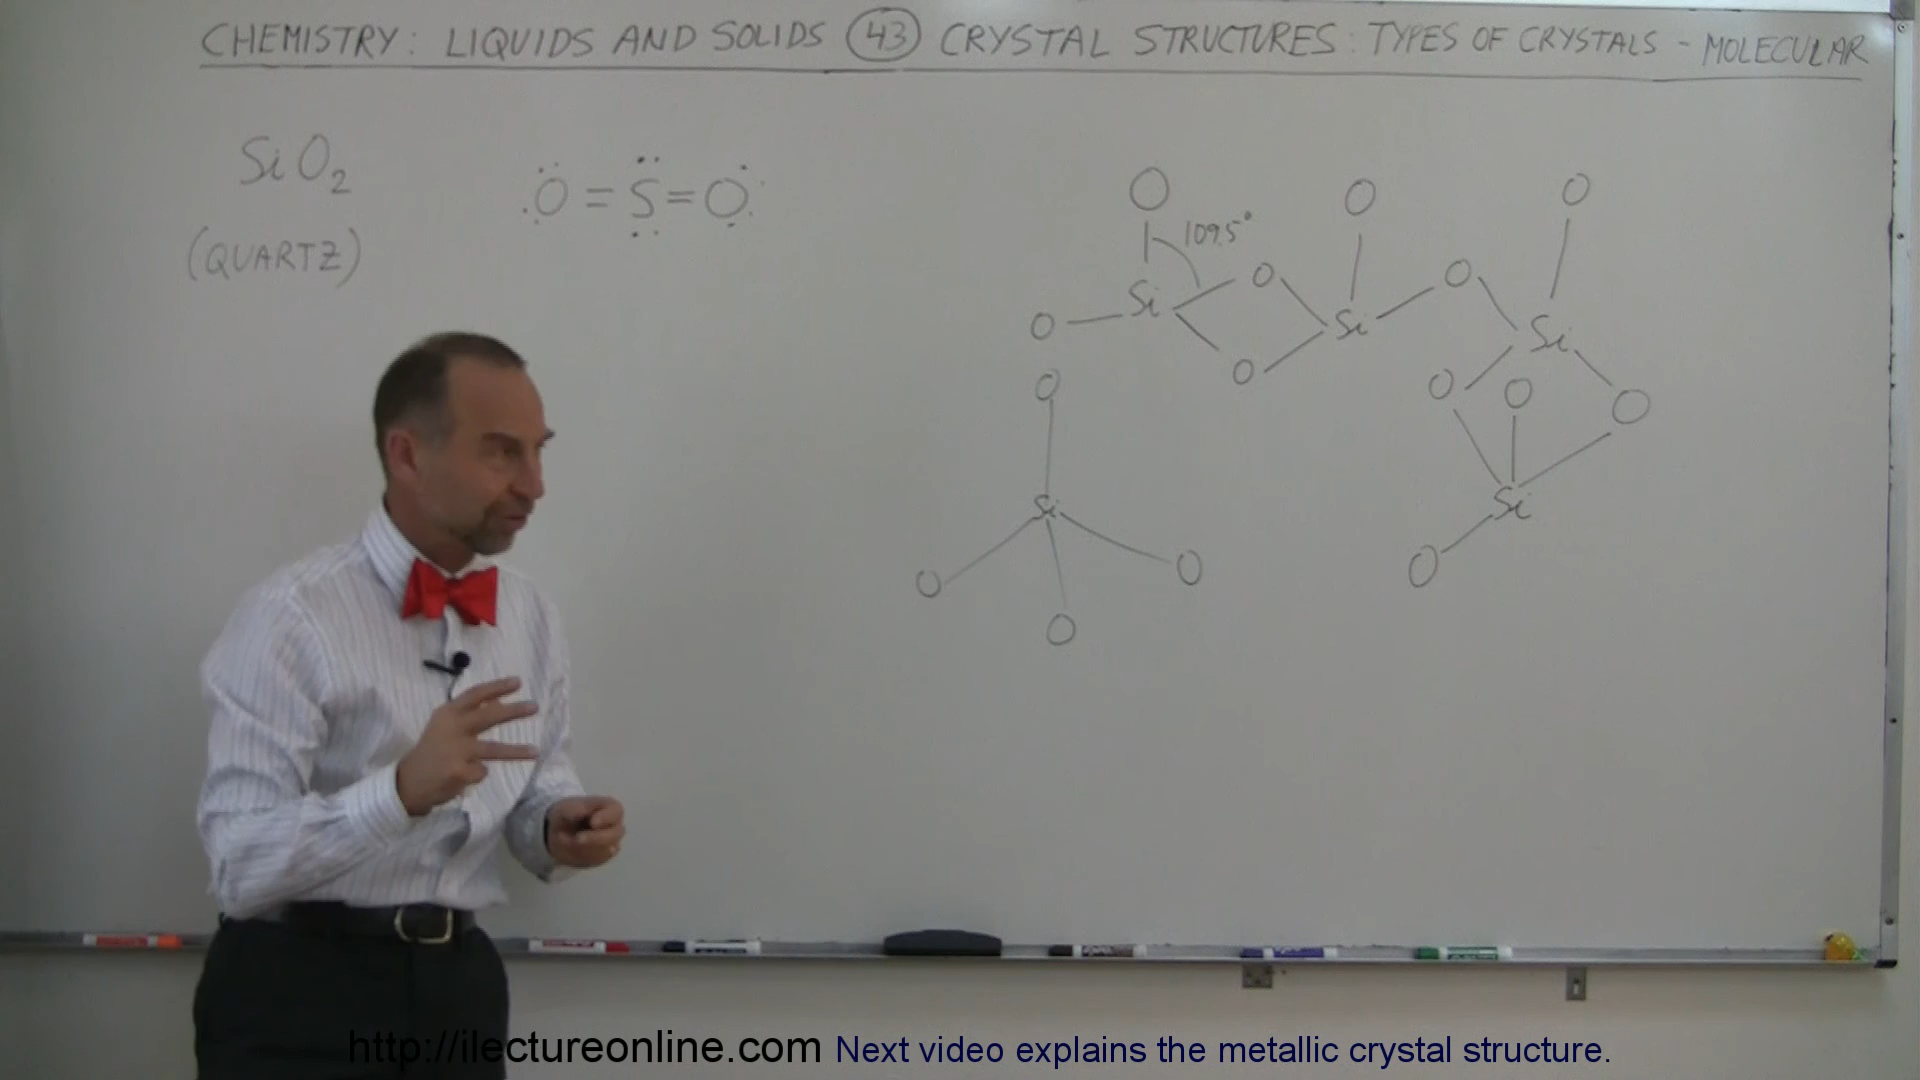 CHEMISTRY: LIQUIDS AND SOLIDS 43 CRYSTAL STRUCTURES: TYPES OF CRYSTALS - MOLECULAR
SiO2
(QUARTZ)
O = S = O
O O O
109.5°
O Si O Si O Si
O O O O O
Si
Si
O O O
O
http://ilectureonline.com Next video explains the metallic crystal structure.